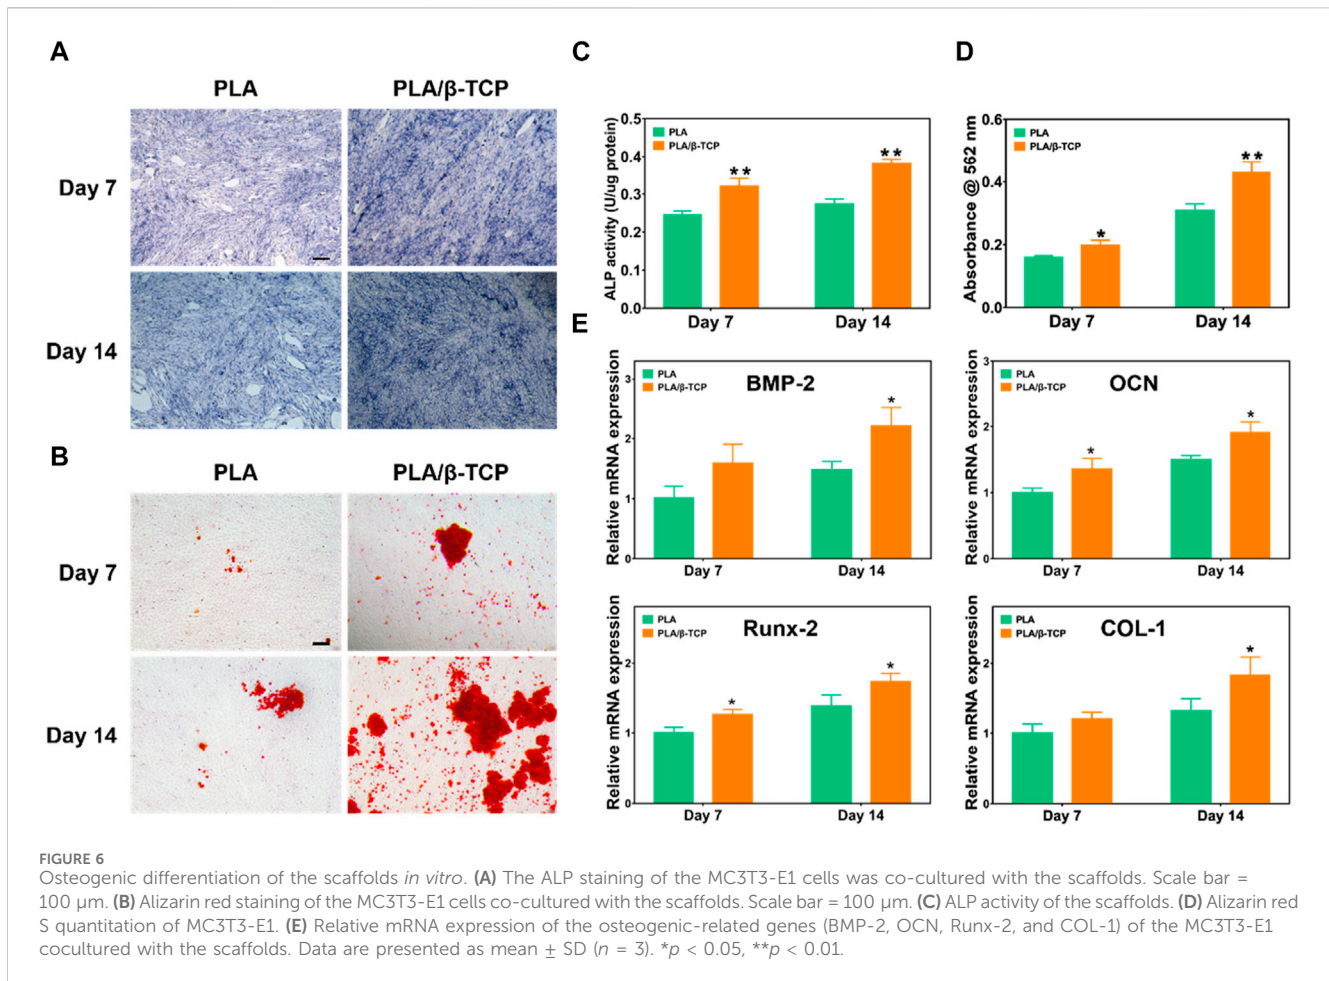 A
PLA
PLA/β-TCP
Day 7
Day 14
B
PLA
PLA/β-TCP
Day 7
Day 14
C
ALP activity (U/ug protein)
0.5
0.4
0.3
0.2
0.1
0.0
PLA
PLA/β-TCP
**
**
Day 7
Day 14
D
Absorbance @ 562 nm
0.6
0.4
0.2
0.0
PLA
PLA/β-TCP
*
**
Day 7
Day 14
E
Relative mRNA expression
3
2
1
0
PLA
PLA/β-TCP
BMP-2
*
Day 7
Day 14
Relative mRNA expression
3
2
1
0
PLA
PLA/β-TCP
OCN
*
*
Day 7
Day 14
Relative mRNA expression
2
1
0
PLA
PLA/β-TCP
Runx-2
*
*
Day 7
Day 14
Relative mRNA expression
2
1
0
PLA
PLA/β-TCP
COL-1
*
Day 7
Day 14
FIGURE 6
Osteogenic differentiation of the scaffolds in vitro. (A) The ALP staining of the MC3T3-E1 cells was co-cultured with the scaffolds. Scale bar =
100 μm. (B) Alizarin red staining of the MC3T3-E1 cells co-cultured with the scaffolds. Scale bar = 100 μm. (C) ALP activity of the scaffolds. (D) Alizarin red
S quantitation of MC3T3-E1. (E) Relative mRNA expression of the osteogenic-related genes (BMP-2, OCN, Runx-2, and COL-1) of the MC3T3-E1
cocultured with the scaffolds. Data are presented as mean ± SD (n = 3). *p < 0.05, **p < 0.01.